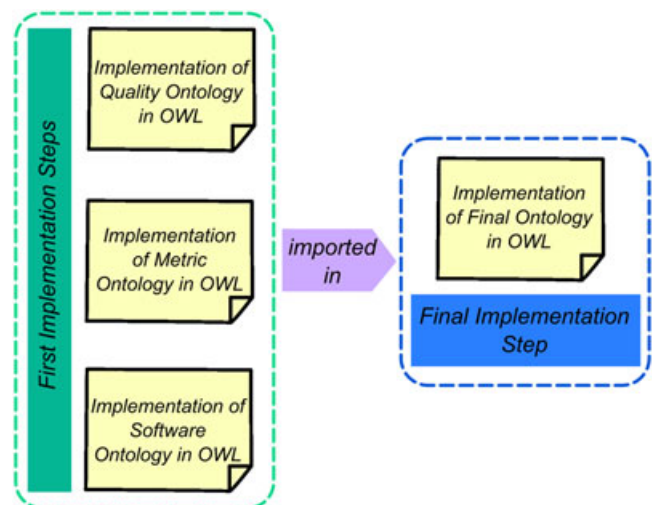 First Implementation Steps
Implementation of
Quality Ontology
in OWL
Implementation
of Metric
Ontology in OWL
Implementation of
Software
Ontology in OWL
imported
in
Implementation
of Final Ontology
in OWL
Final Implementation
Step